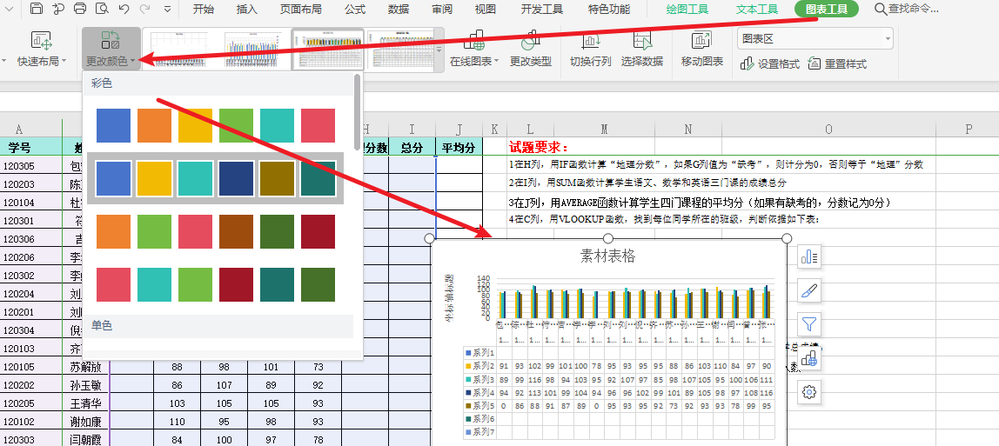 开始 插入 页面布局 公式 数据 审阅 视图 开发工具 特色功能 绘图工具 文本工具 图表工具 查找命令...
快速布局 更改颜色 在线图表 更改类型 切换行列 选择数据 移动图表 图表区
设置格式 重置样式
彩色
单色
A H I J K L M N O P
学号 分数 总分 平均分 试题要求：
120305 1在H列，用IF函数计算“地理分数”，如果G列值为“缺考”，则计分为0，否则等于“地理”分数
120203 2在I列，用SUM函数计算学生语文、数学和英语三门课的成绩总分
120104 3在J列，用AVERAGE函数计算学生四门课程的平均分（如果有缺考的，分数记为0分）
120301 4在C列，用VLOOKUP函数，找到每位同学所在的班级，判断依据如下表：
120306
120206
120302
120204
120201
120304
120103
120105 苏解放 88 98 101 73
120202 孙玉敏 86 107 89 92
120205 王清华 103 105 105 93
120102 谢如康 110 95 98 93
120303 闫朝霞 84 100 97 78
素材表格
坐标轴标题
140
120
100
80
60
40
20
0
包… 陈… 杜… 符… 吉… 李… 李… 刘… 刘… 倪… 齐… 苏… 孙… 王… 谢… 闫… 曾… 张…
1… 1… 1… 1… 1… 1… 1… 1… 1… 1… 1… 1… 1… 1… 1… 1… 1… 1…
系列1
系列2 91 93 102 99 101 100 78 95 93 95 95 88 86 103 110 84 97 90
系列3 89 99 116 98 94 103 95 92 107 97 85 98 107 105 95 100 106 111
系列4 94 92 113 101 99 104 94 96 96 102 99 101 89 105 98 97 108 116
系列5 0 86 88 91 87 89 0 95 93 95 92 73 92 93 93 78 99 95
系列6
系列7